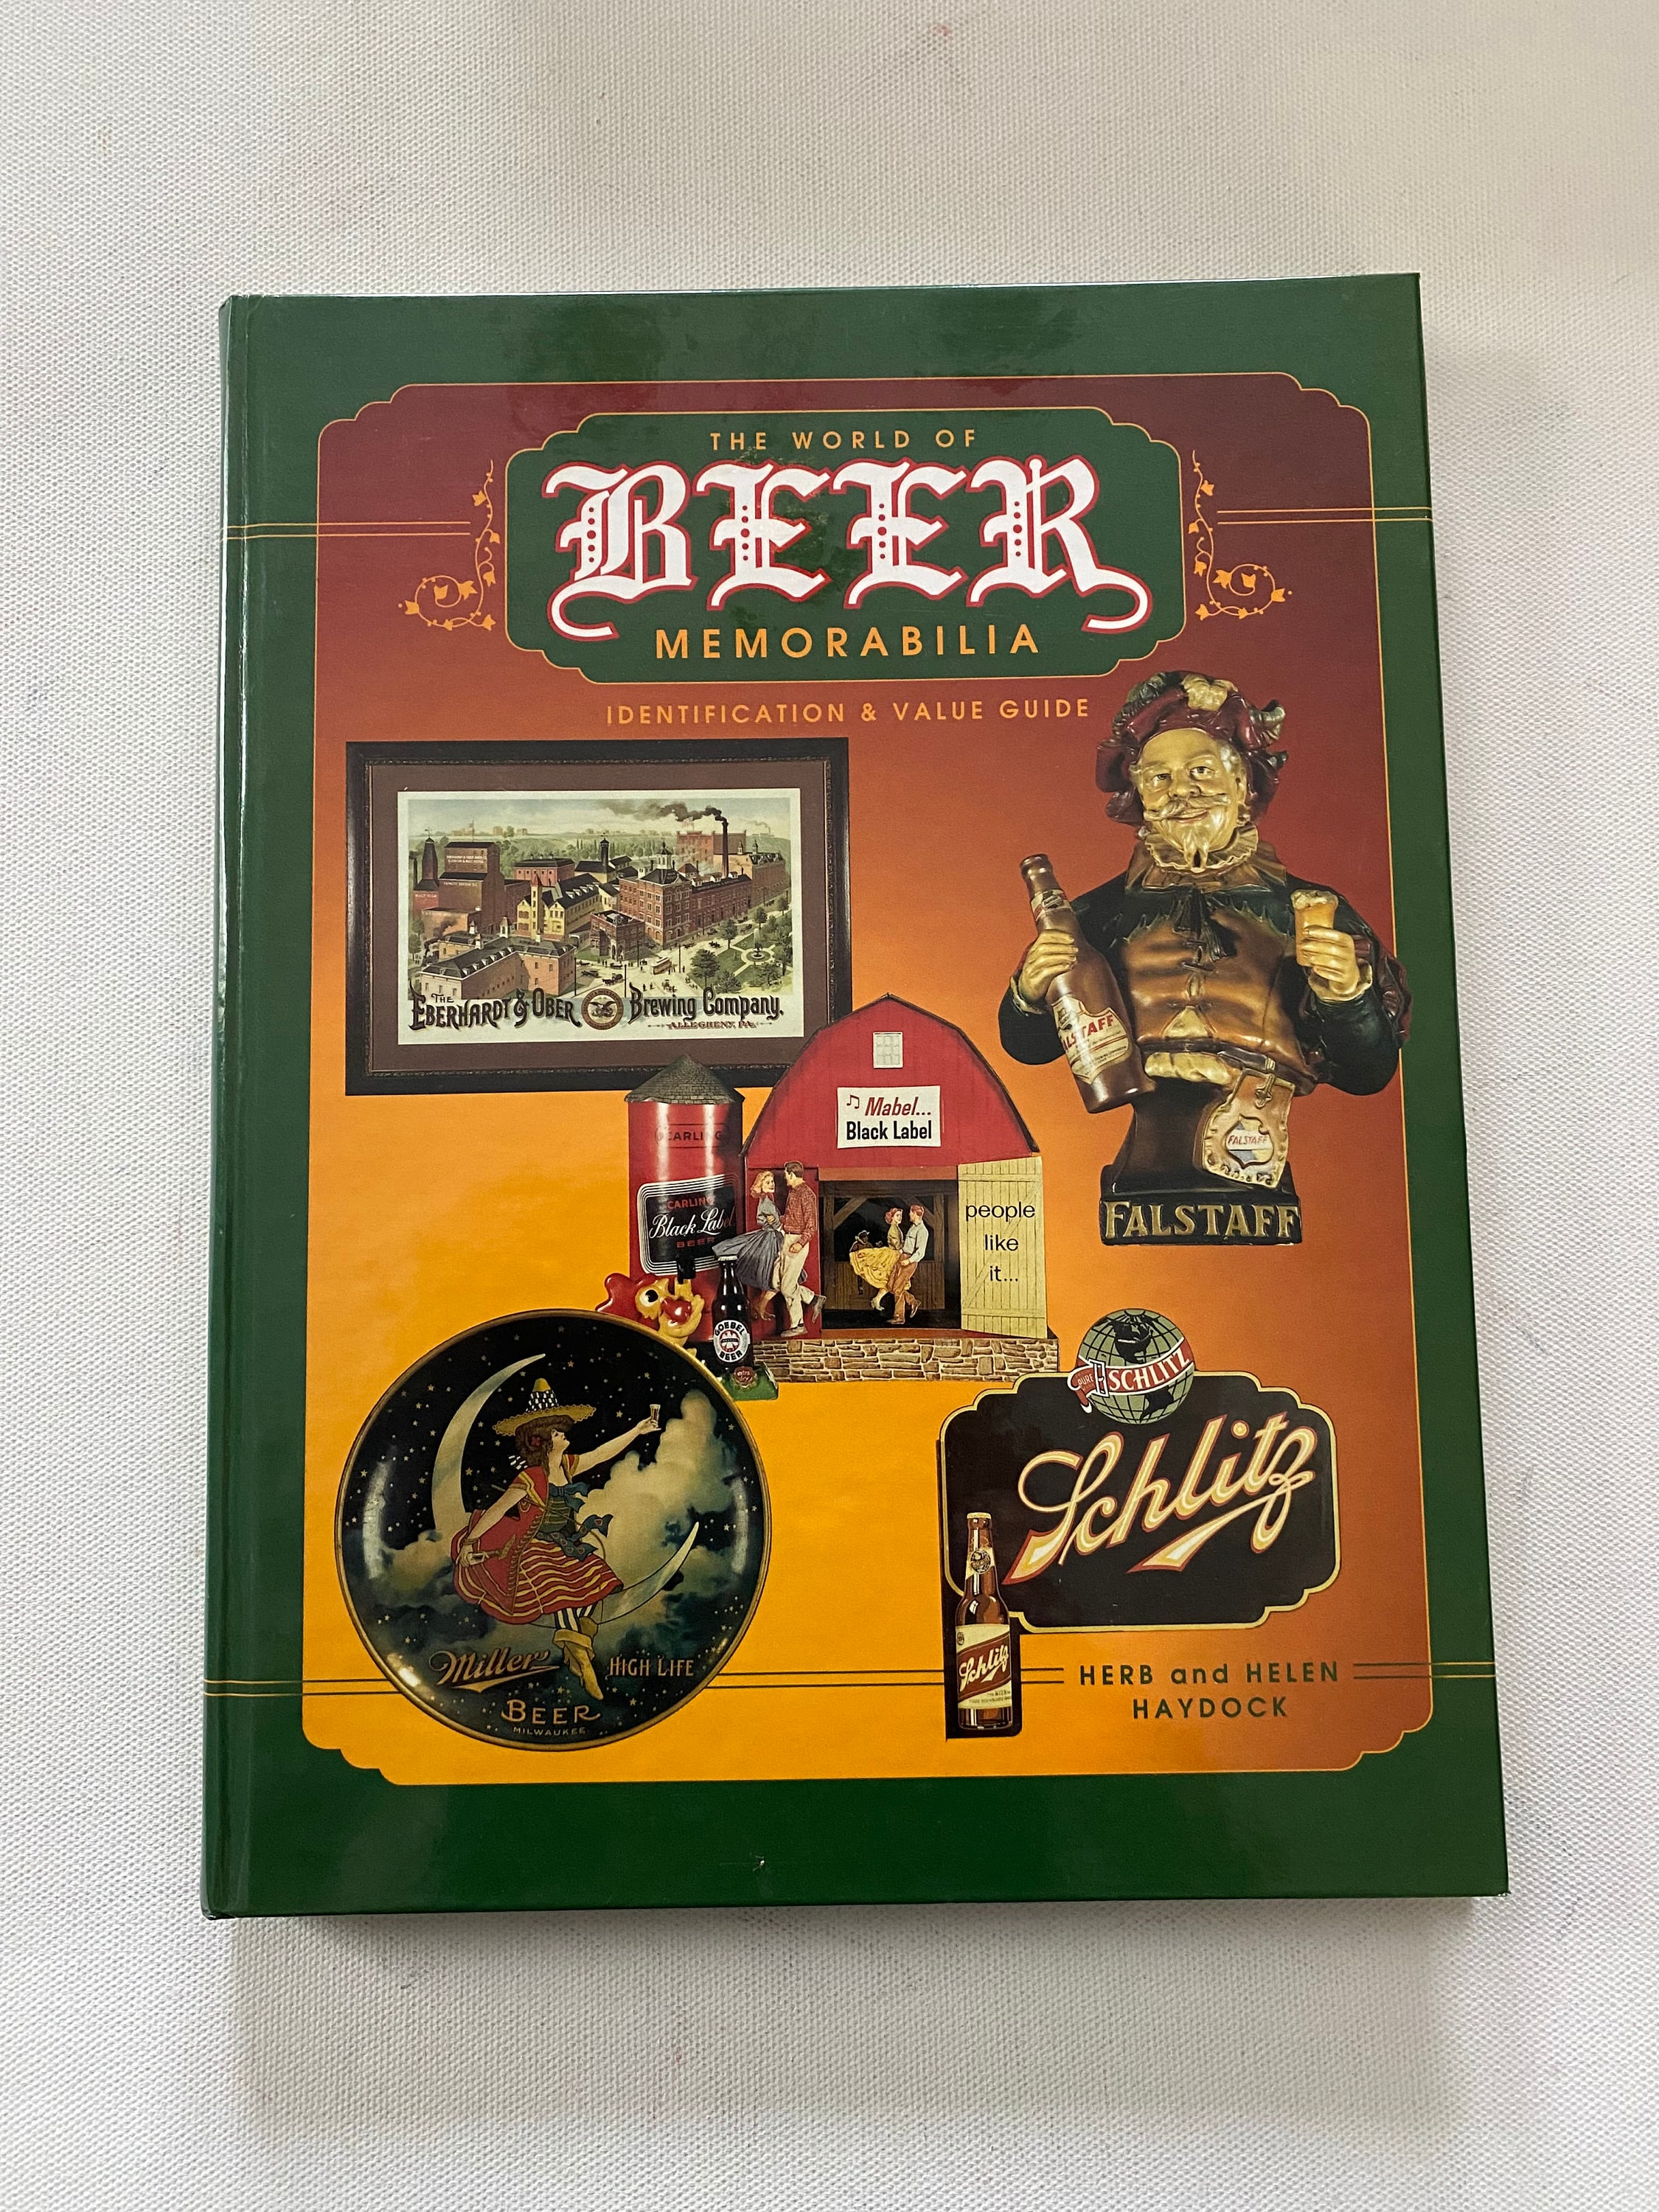 THE WORLD OF
BEER
MEMORABILIA
IDENTIFICATION & VALUE GUIDE
THE
EBERHARDT & OBER Brewing Company.
ALLEGHENY, PA.
FALSTAFF
FALSTAFF
FALSTAFF
Mabel...
Black Label
CARLING
CARLING
Black Label
BEER
people
like
it...
GOEBEL
BEER
SCHLITZ
Schlitz
Schlitz
Miller HIGH LIFE
BEER
MILWAUKEE
HERB and HELEN
HAYDOCK